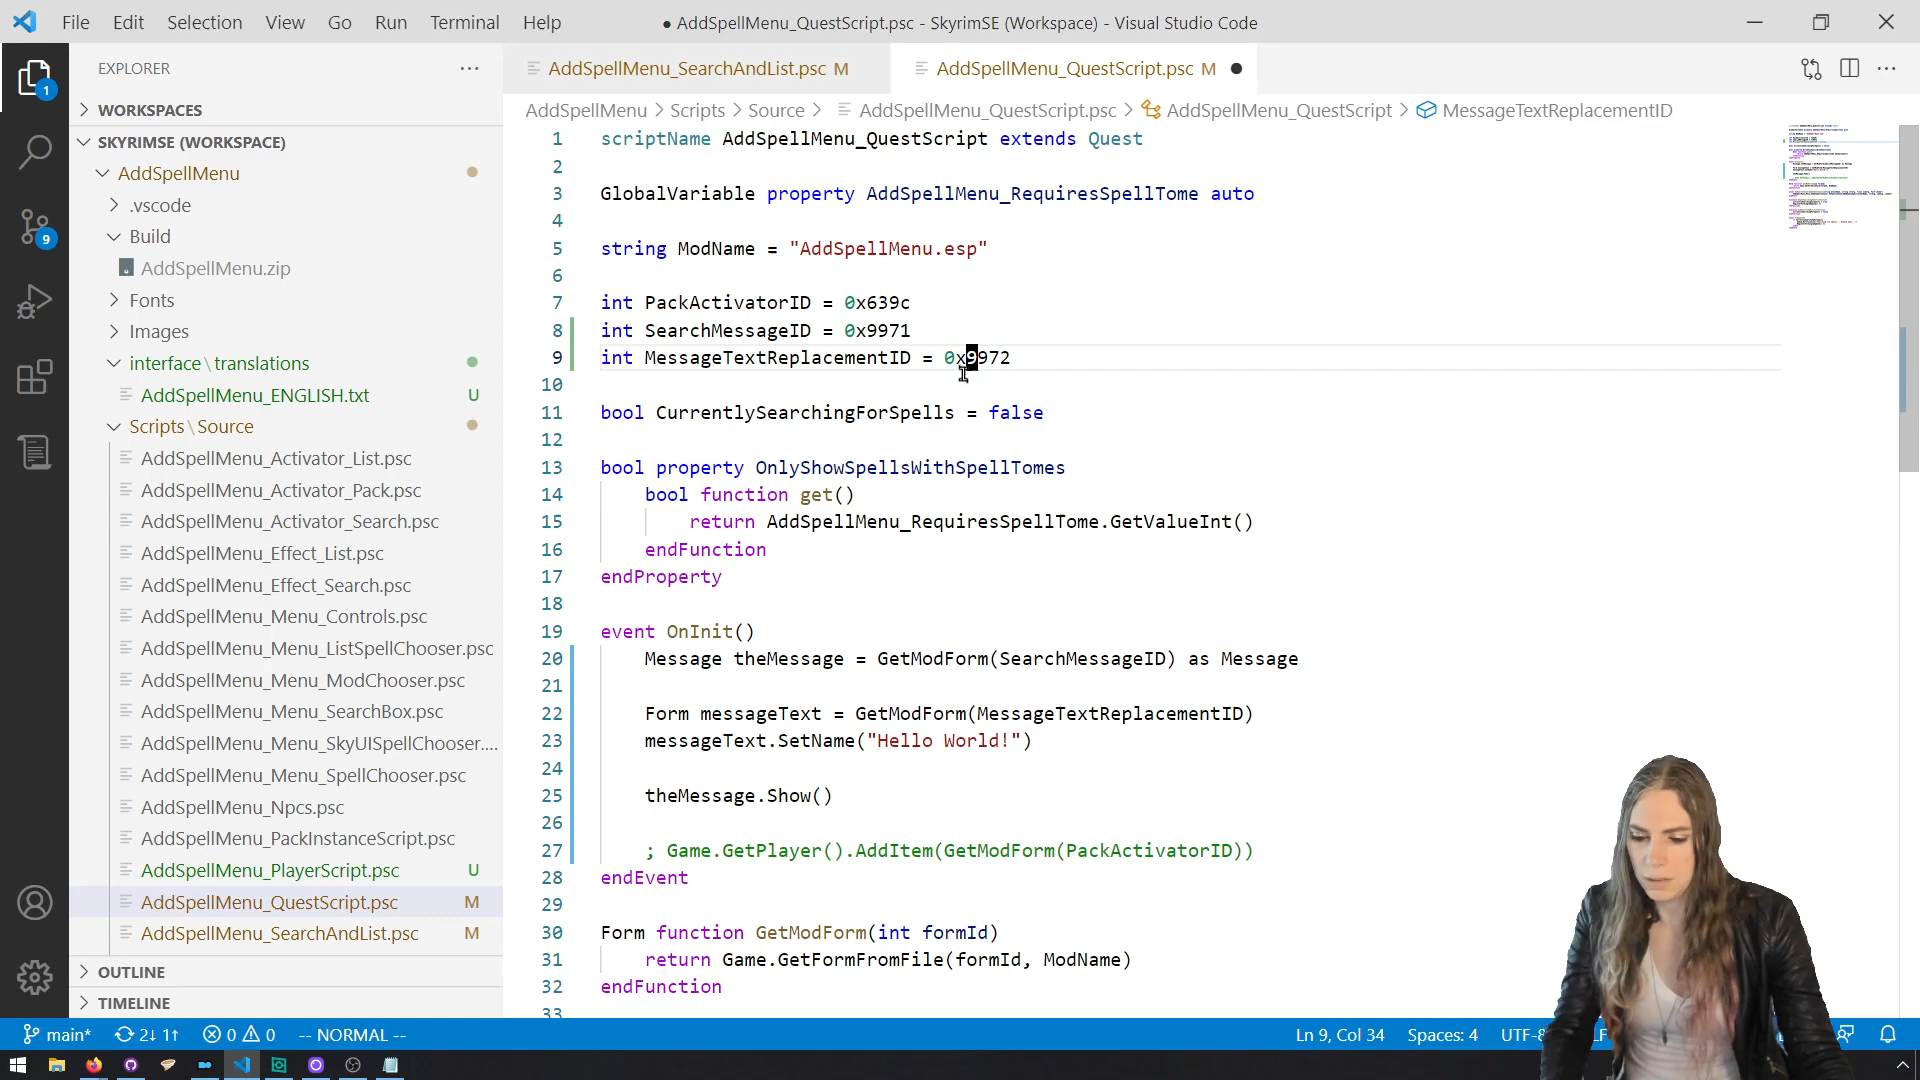 File Edit Selection View Go Run Terminal Help
● AddSpellMenu_QuestScript.psc - SkyrimSE (Workspace) - Visual Studio Code
EXPLORER
AddSpellMenu_SearchAndList.psc M
AddSpellMenu_QuestScript.psc M
AddSpellMenu > Scripts > Source > AddSpellMenu_QuestScript.psc > AddSpellMenu_QuestScript > MessageTextReplacementID
1
9
WORKSPACES
SKYRIMSE (WORKSPACE)
AddSpellMenu
.vscode
Build
AddSpellMenu.zip
Fonts
Images
interface\translations
AddSpellMenu_ENGLISH.txt U
Scripts\Source
AddSpellMenu_Activator_List.psc
AddSpellMenu_Activator_Pack.psc
AddSpellMenu_Activator_Search.psc
AddSpellMenu_Effect_List.psc
AddSpellMenu_Effect_Search.psc
AddSpellMenu_Menu_Controls.psc
AddSpellMenu_Menu_ListSpellChooser.psc
AddSpellMenu_Menu_ModChooser.psc
AddSpellMenu_Menu_SearchBox.psc
AddSpellMenu_Menu_SkyUISpellChooser....
AddSpellMenu_Menu_SpellChooser.psc
AddSpellMenu_Npcs.psc
AddSpellMenu_PackInstanceScript.psc
AddSpellMenu_PlayerScript.psc U
AddSpellMenu_QuestScript.psc M
AddSpellMenu_SearchAndList.psc M
OUTLINE
TIMELINE
1 scriptName AddSpellMenu_QuestScript extends Quest
2
3 GlobalVariable property AddSpellMenu_RequiresSpellTome auto
4
5 string ModName = "AddSpellMenu.esp"
6
7 int PackActivatorID = 0x639c
8 int SearchMessageID = 0x9971
9 int MessageTextReplacementID = 0x9972
10
11 bool CurrentlySearchingForSpells = false
12
13 bool property OnlyShowSpellsWithSpellTomes
14 bool function get()
15 return AddSpellMenu_RequiresSpellTome.GetValueInt()
16 endFunction
17 endProperty
18
19 event OnInit()
20 Message theMessage = GetModForm(SearchMessageID) as Message
21
22 Form messageText = GetModForm(MessageTextReplacementID)
23 messageText.SetName("Hello World!")
24
25 theMessage.Show()
26
27 ; Game.GetPlayer().AddItem(GetModForm(PackActivatorID))
28 endEvent
29
30 Form function GetModForm(int formId)
31 return Game.GetFormFromFile(formId, ModName)
32 endFunction
33
main* 2↓ 1↑ 0 0 -- NORMAL --
Ln 9, Col 34 Spaces: 4